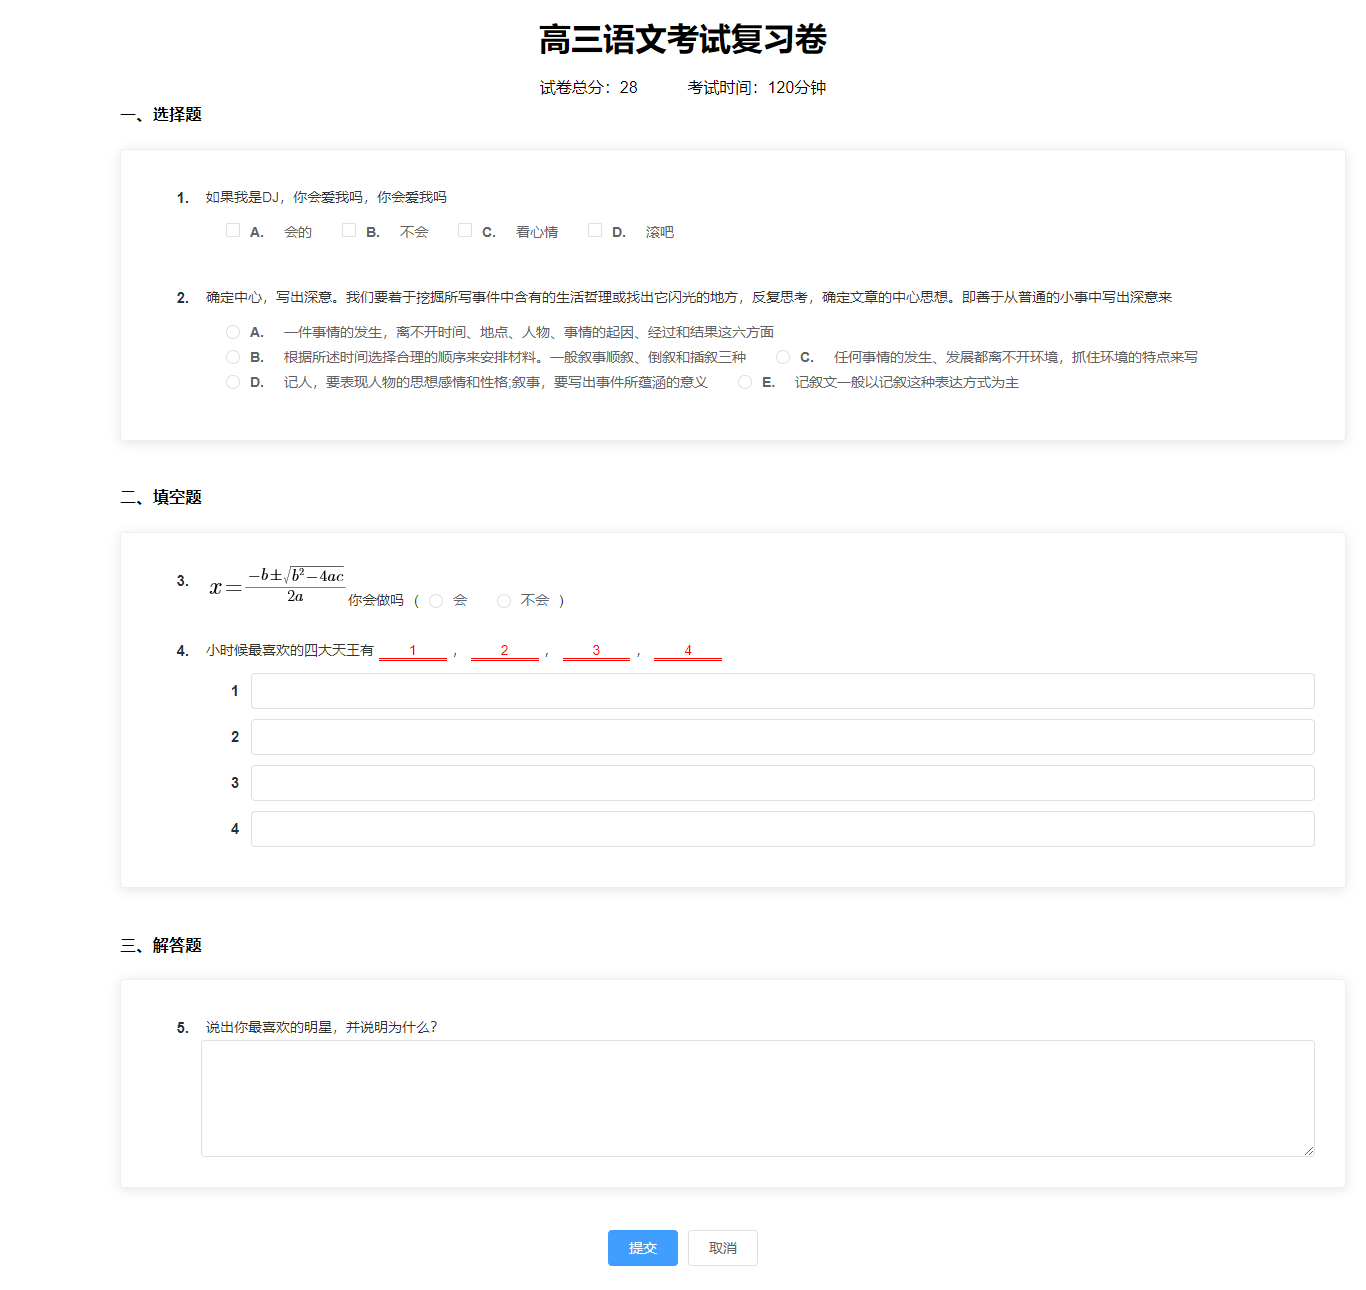 高三语文考试复习卷
试卷总分：28 考试时间：120分钟
一、选择题
1. 如果我是DJ，你会爱我吗，你会爱我吗
A. 会的 B. 不会 C. 看心情 D. 滚吧
2. 确定中心，写出深意。我们要着于挖掘所写事件中含有的生活哲理或找出它闪光的地方，反复思考，确定文章的中心思想。即善于从普通的小事中写出深意来
A. 一件事情的发生，离不开时间、地点、人物、事情的起因、经过和结果这六方面
B. 根据所述时间选择合理的顺序来安排材料。一般叙事顺叙、倒叙和插叙三种 C. 任何事情的发生、发展都离不开环境，抓住环境的特点来写
D. 记人，要表现人物的思想感情和性格;叙事，要写出事件所蕴涵的意义 E. 记叙文一般以记叙这种表达方式为主
二、填空题
3. x=\frac{-b±\sqrt{b^2-4ac}}{2a} 你会做吗 （ 会 不会 ）
4. 小时候最喜欢的四大天王有 1 ， 2 ， 3 ， 4
1
2
3
4
三、解答题
5. 说出你最喜欢的明星，并说明为什么？
提交 取消